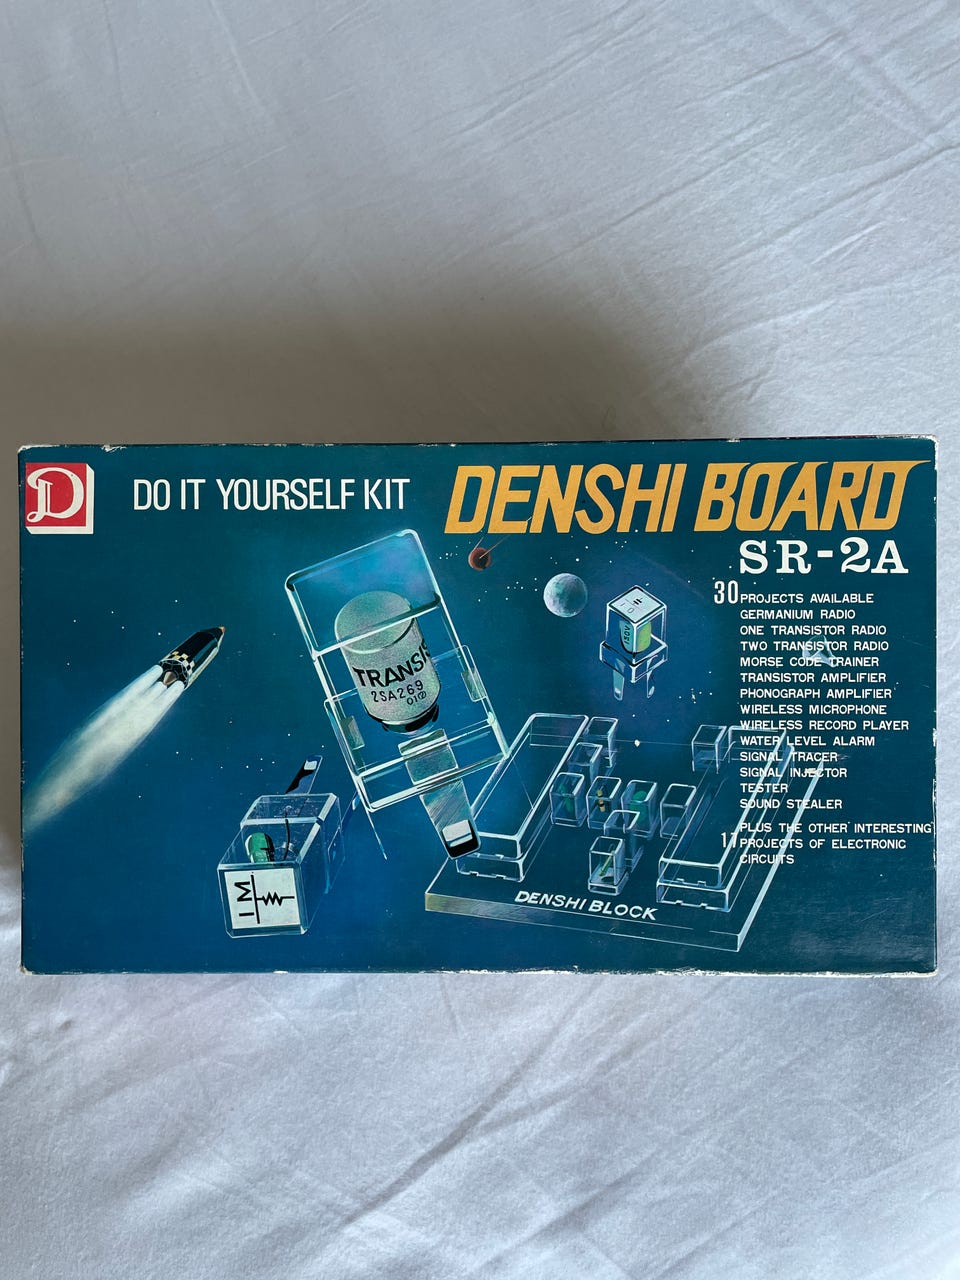 D
DO IT YOURSELF KIT
DENSHI BOARD
SR-2A
30 PROJECTS AVAILABLE
GERMANIUM RADIO
ONE TRANSISTOR RADIO
TWO TRANSISTOR RADIO
MORSE CODE TRAINER
TRANSISTOR AMPLIFIER
PHONOGRAPH AMPLIFIER
WIRELESS MICROPHONE
WIRELESS RECORD PLAYER
WATER LEVEL ALARM
SIGNAL TRACER
SIGNAL INJECTOR
TESTER
SOUND STEALER
PLUS THE OTHER INTERESTING
17 PROJECTS OF ELECTRONIC
CIRCUITS
TRANSIS
2SA269
1M
DENSHI BLOCK